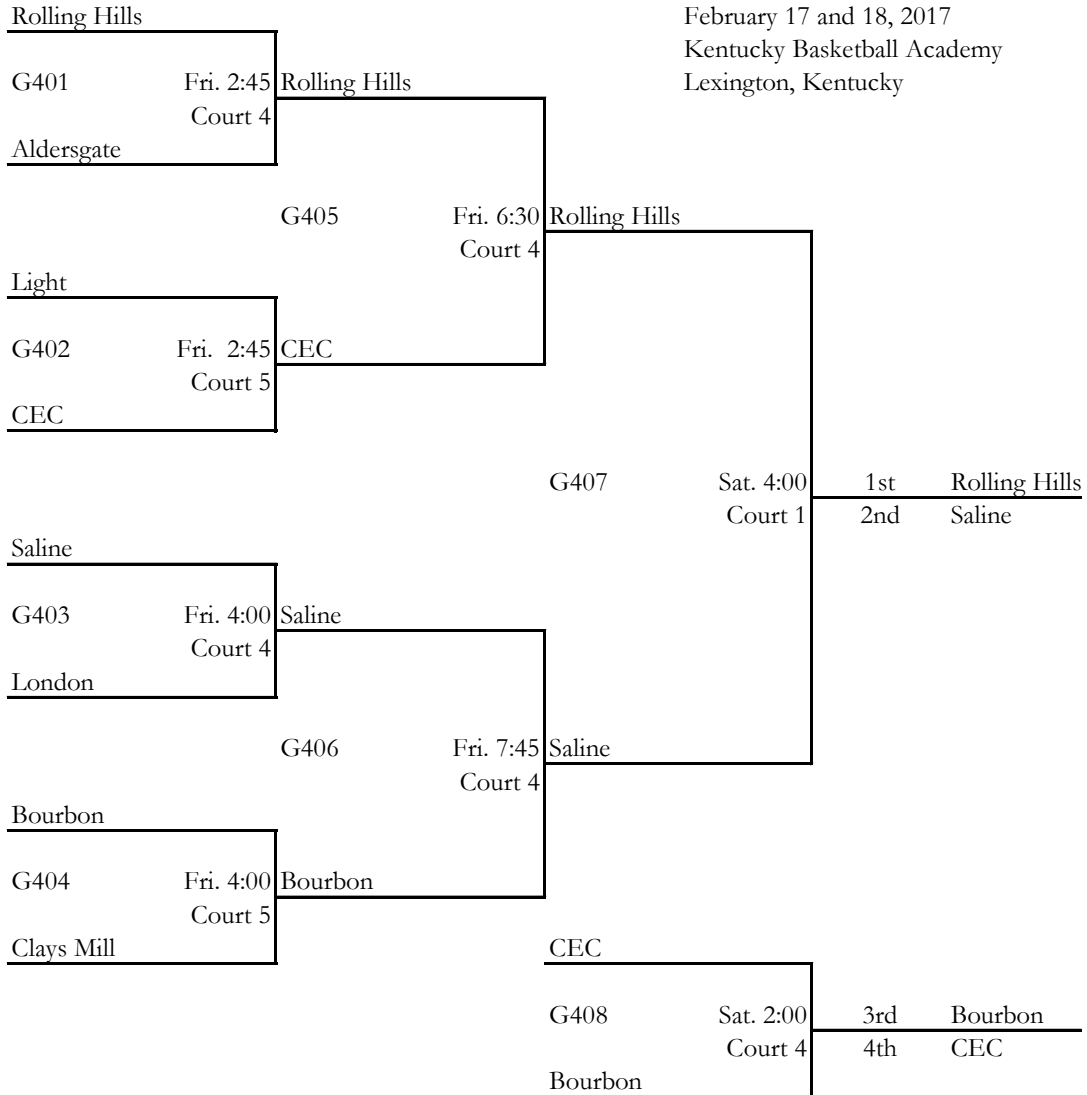 Rolling Hills
February 17 and 18, 2017
Kentucky Basketball Academy
G401 Fri. 2:45 Rolling Hills
Lexington, Kentucky
Court 4
Aldersgate
G405 Fri. 6:30 Rolling Hills
Court 4
Light
G402 Fri. 2:45 CEC
Court 5
CEC
G407 Sat. 4:00 1st Rolling Hills
Court 1 2nd Saline
Saline
G403 Fri. 4:00 Saline
Court 4
London
G406 Fri. 7:45 Saline
Court 4
Bourbon
G404 Fri. 4:00 Bourbon
Court 5
Clays Mill CEC
G408 Sat. 2:00 3rd Bourbon
Court 4 4th CEC
Bourbon